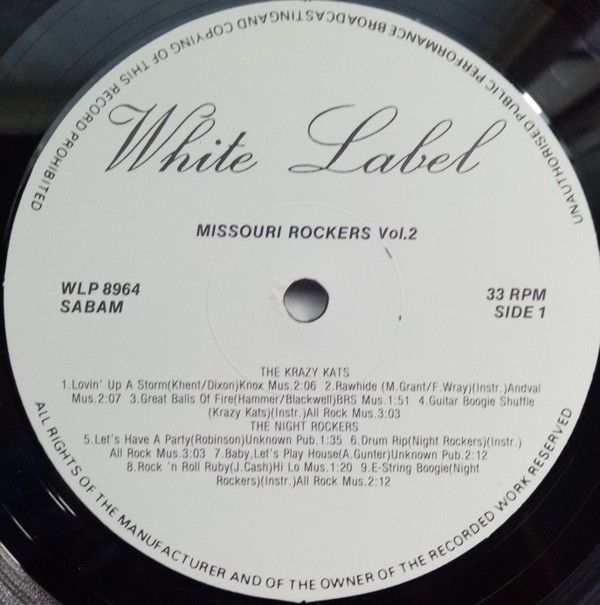 UNAUTHORISED PUBLIC PERFORMANCE BROADCASTING AND COPYING OF THIS RECORD PROHIBITED
White Label
MISSOURI ROCKERS Vol.2
WLP 8964
SABAM
33 RPM
SIDE 1
THE KRAZY KATS
1.Lovin' Up A Storm(Khent/Dixon)Knox Mus.2:06 2.Rawhide (M.Grant/F.Wray)(Instr.)Andval
Mus.2:07 3.Great Balls Of Fire(Hammer/Blackwell)BRS Mus.1:51 4.Guitar Boogie Shuffle
(Krazy Kats)(Instr.)All Rock Mus.3:03
THE NIGHT ROCKERS
5.Let's Have A Party(Robinson)Unknown Pub.1:35 6.Drum Rip(Night Rockers)(Instr.)
All Rock Mus.3:03 7.Baby,Let's Play House(A.Gunter)Unknown Pub.2:12
8.Rock 'n Roll Ruby(J.Cash)Hi Lo Mus.1:20 9.E-String Boogie(Night
Rockers)(Instr.)All Rock Mus.2:12
ALL RIGHTS OF THE MANUFACTURER AND OF THE OWNER OF THE RECORDED WORK RESERVED